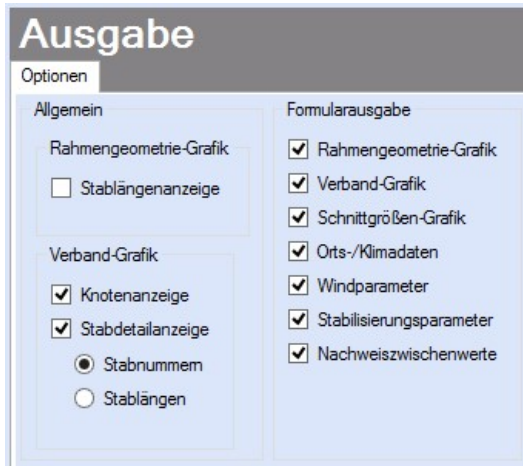 Ausgabe
Optionen
Allgemein
Rahmengeometrie-Grafik
Stablängenanzeige
Verband-Grafik
Knotenanzeige
Stabdetailanzeige
Stabnummern
Stablängen
Formularausgabe
Rahmengeometrie-Grafik
Verband-Grafik
Schnittgrößen-Grafik
Orts-/Klimadaten
Windparameter
Stabilisierungsparameter
Nachweiszwischenwerte